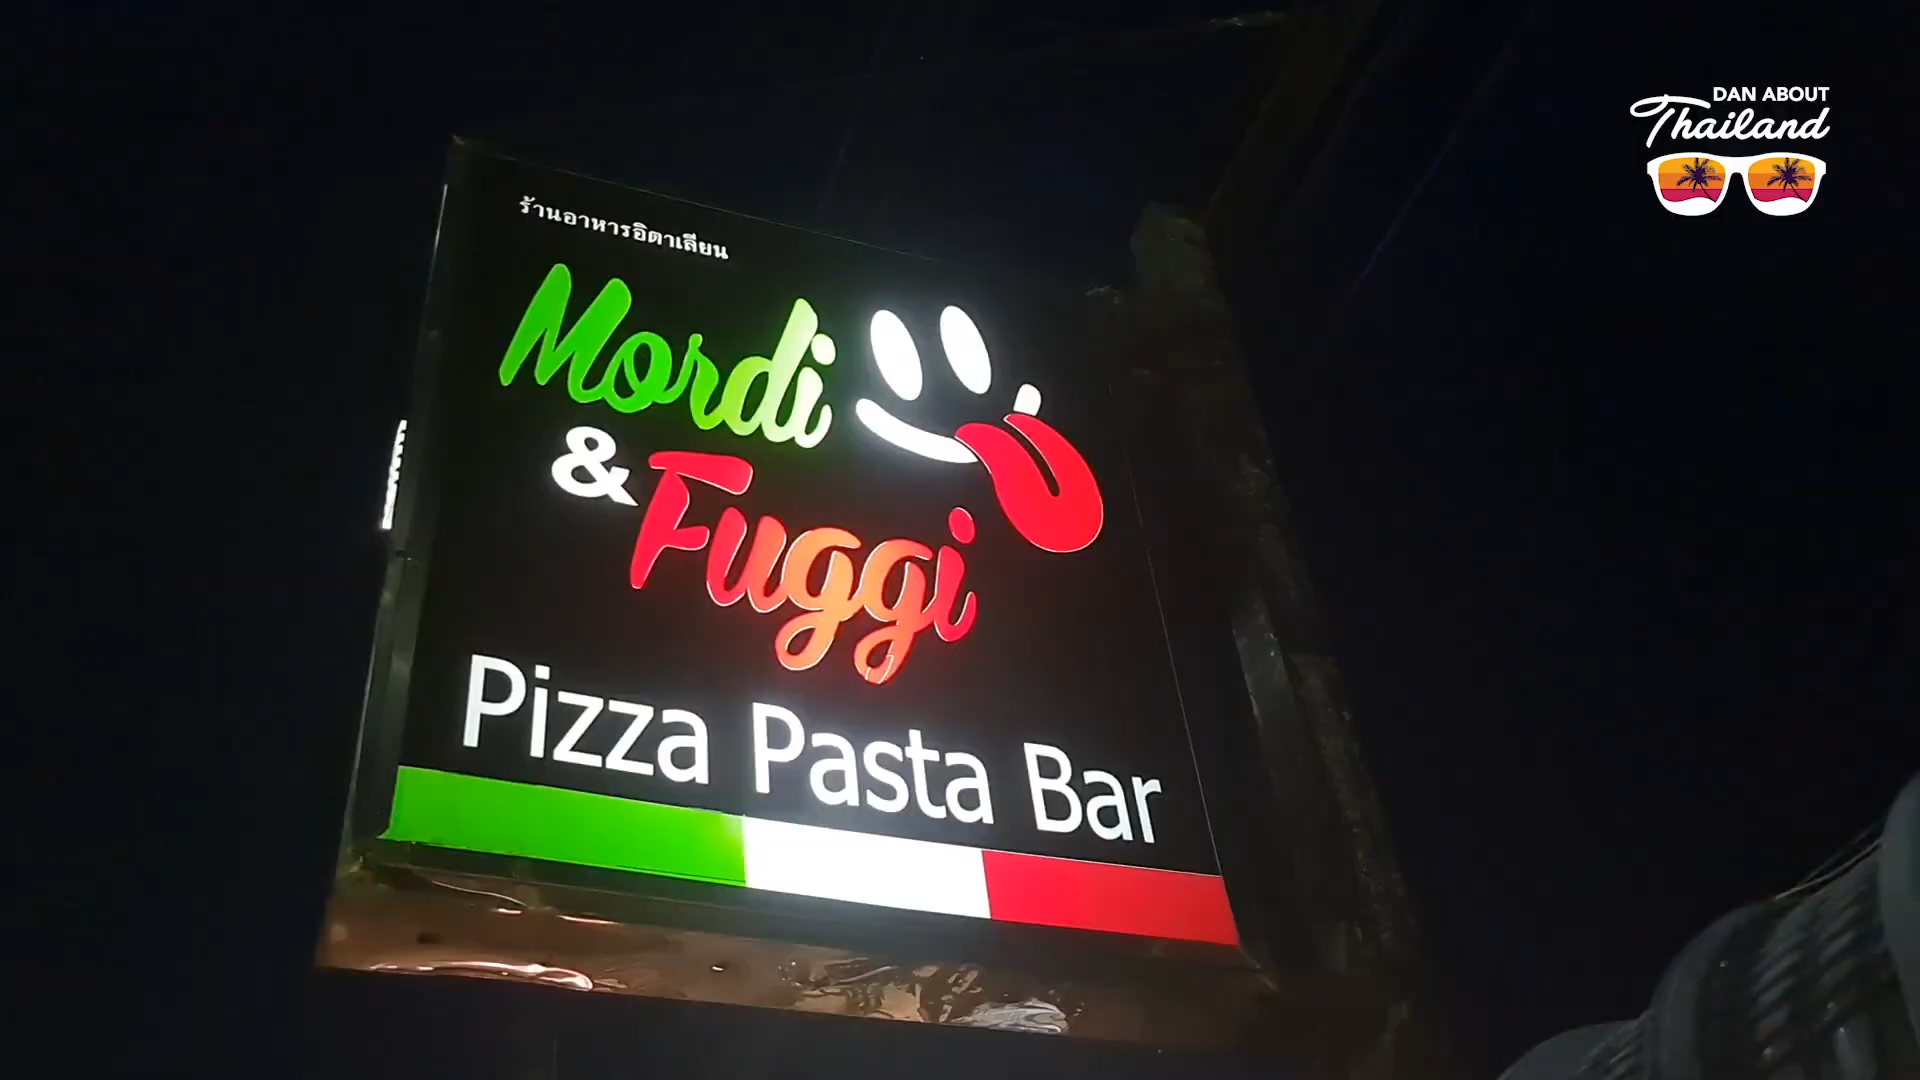 DAN ABOUT
Thailand
ร้านอาหารอิตาเลียน
Mordi
& Fuggi
Pizza Pasta Bar